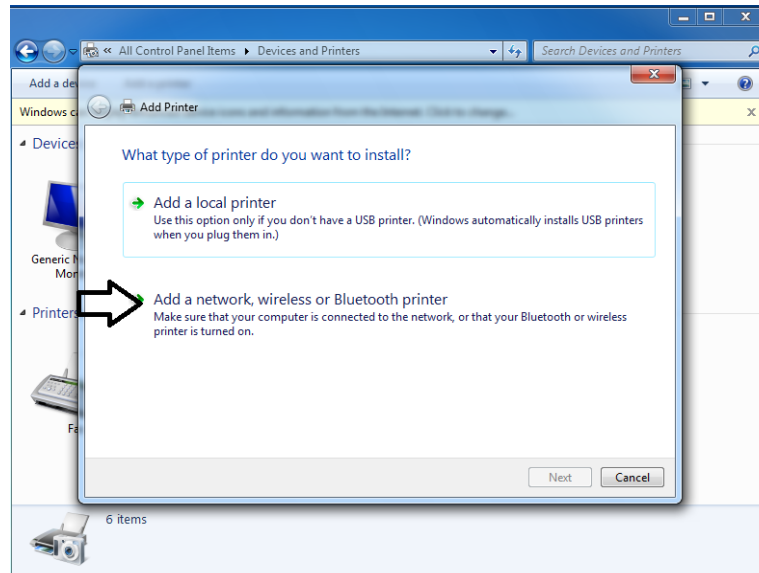 « All Control Panel Items ▸ Devices and Printers
Search Devices and Printers
Add a de
Windows c
Add Printer
Devices
What type of printer do you want to install?
Add a local printer
Use this option only if you don't have a USB printer. (Windows automatically installs USB printers
when you plug them in.)
Generic N
Mon
Add a network, wireless or Bluetooth printer
Make sure that your computer is connected to the network, or that your Bluetooth or wireless
printer is turned on.
Printers
Fa
Next
Cancel
6 items